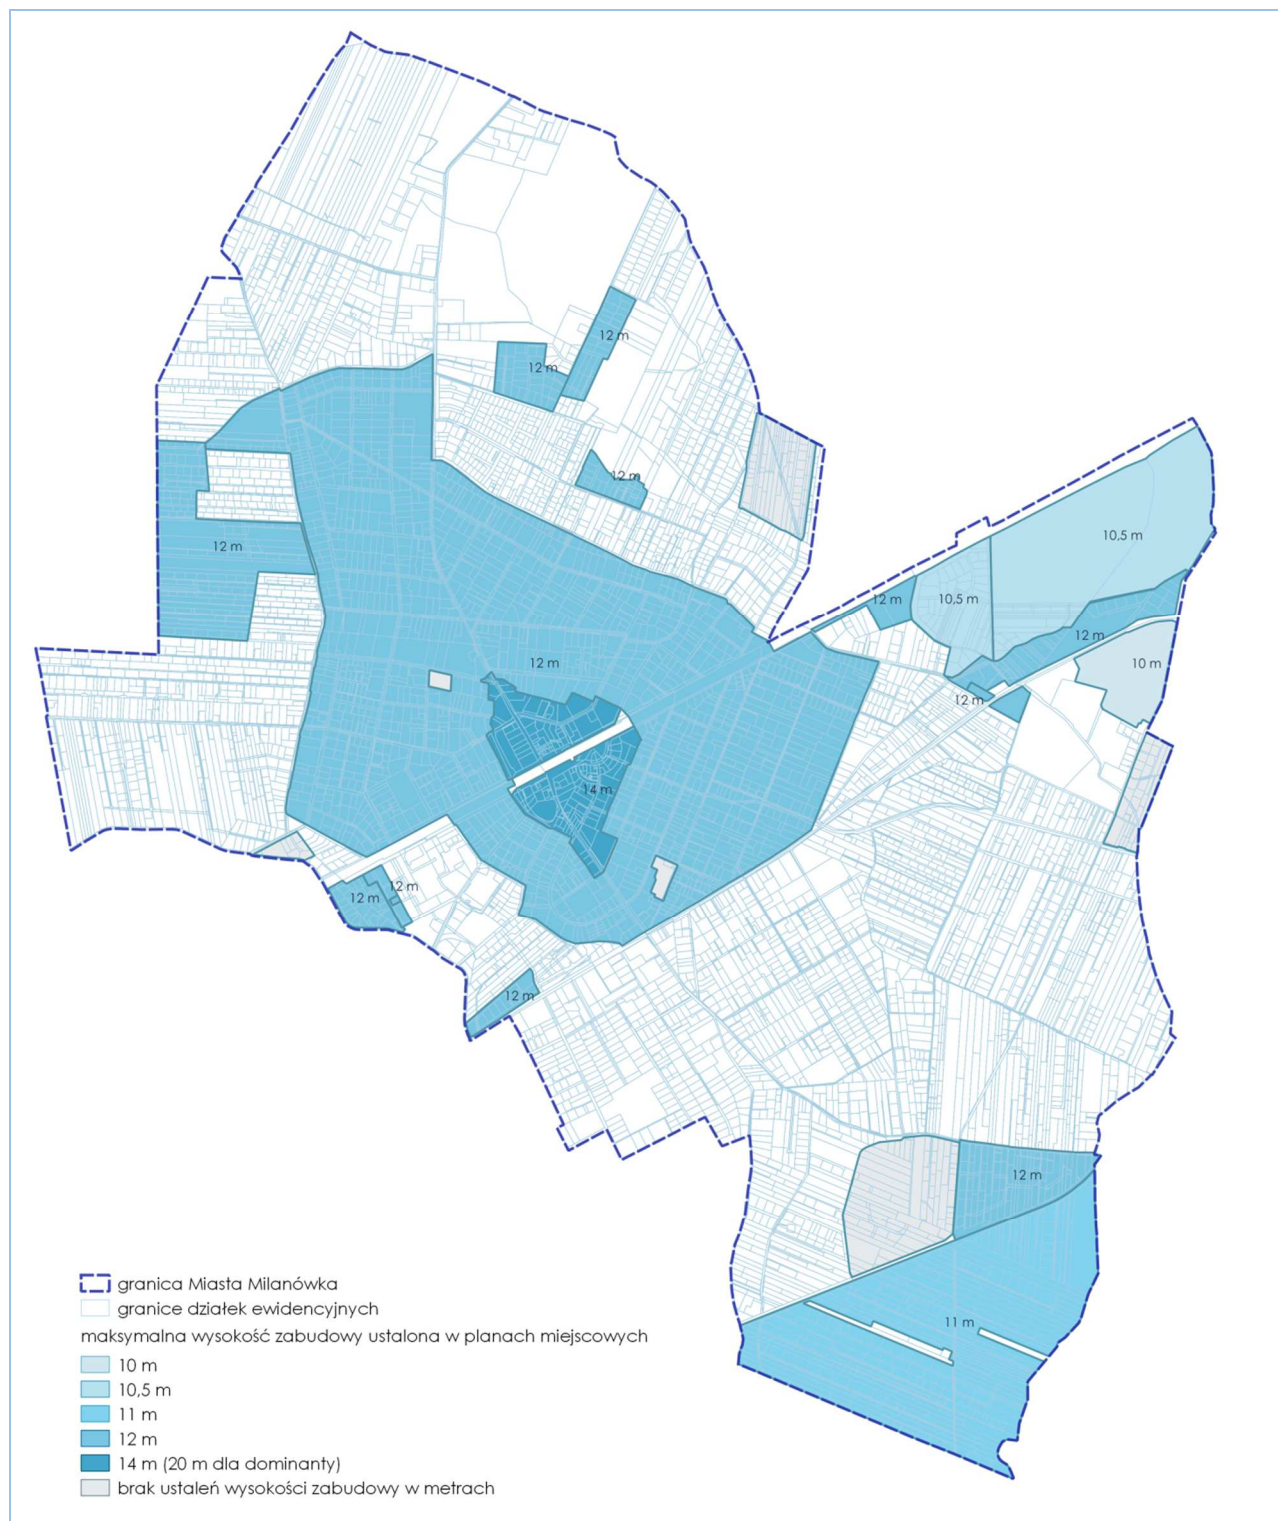 12 m
12 m
12 m
10,5 m
12 m
12 m
10,5 m
12 m
12 m
10 m
12 m
14 m
12 m
12 m
12 m
12 m
11 m
granica Miasta Milanówka
granice działek ewidencyjnych
maksymalna wysokość zabudowy ustalona w planach miejscowych
10 m
10,5 m
11 m
12 m
14 m (20 m dla dominanty)
brak ustaleń wysokości zabudowy w metrach